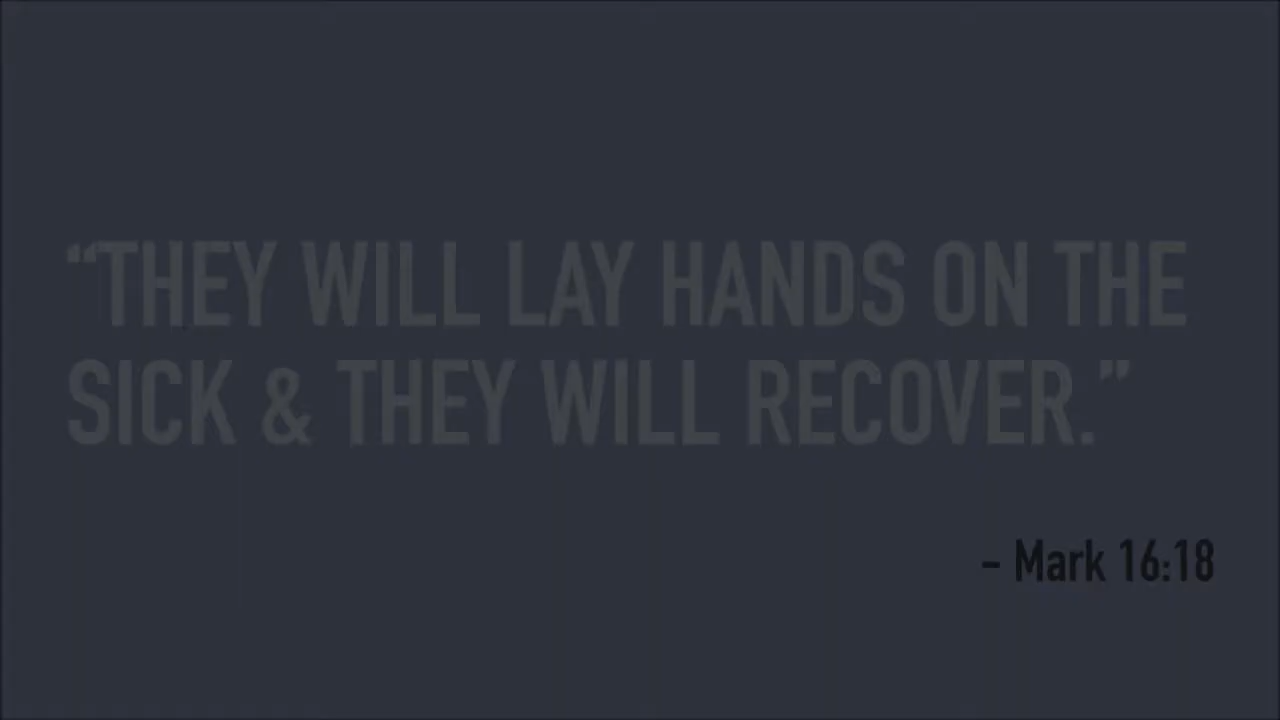 “THEY WILL LAY HANDS ON THE
SICK & THEY WILL RECOVER.”
– Mark 16:18